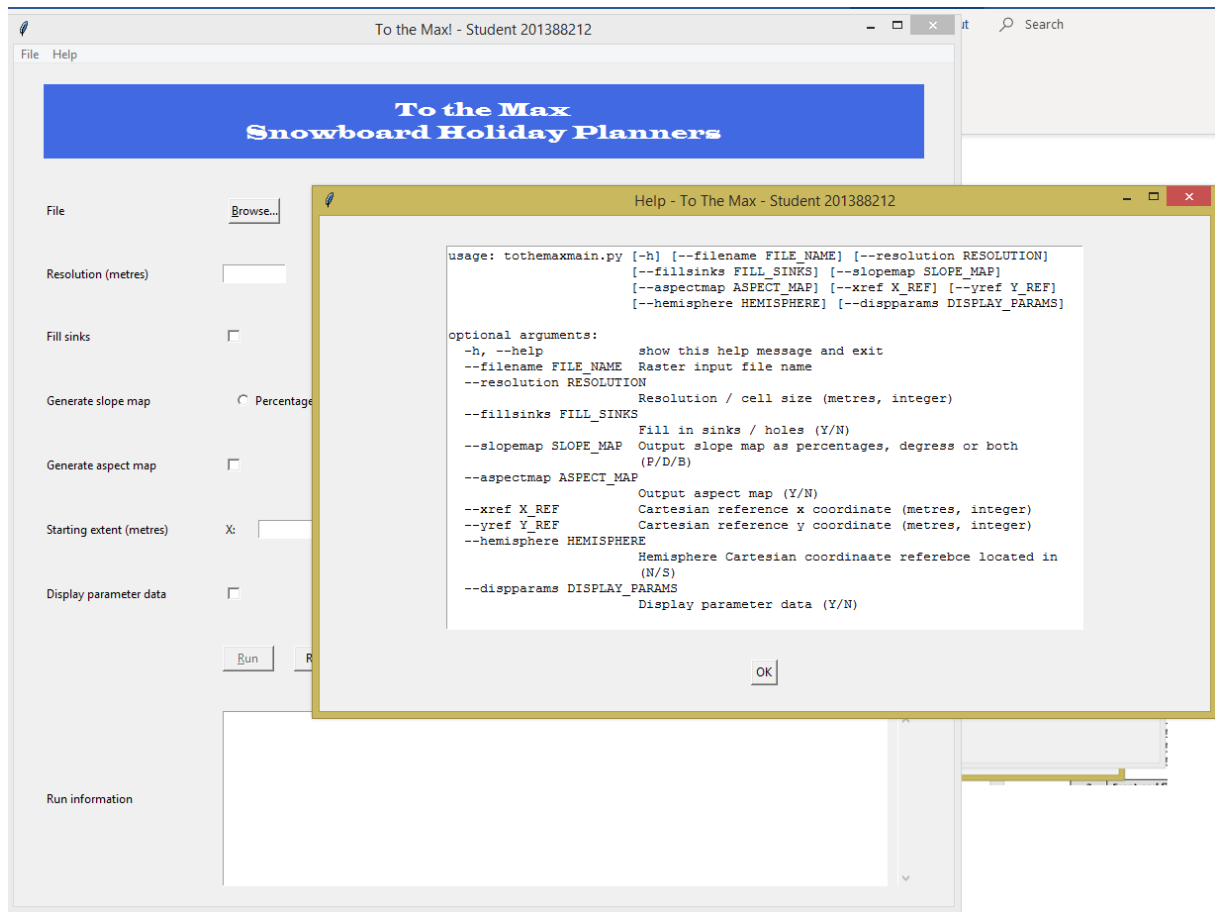 To the Max! - Student 201388212
Search
File Help
To the Max
Snowboard Holiday Planners
File
Browse...
Resolution (metres)
Fill sinks
Generate slope map
Percentage
Generate aspect map
Starting extent (metres)
X:
Display parameter data
Run
R
Run information
Help - To The Max - Student 201388212
usage: tothemaxmain.py [-h] [--filename FILE_NAME] [--resolution RESOLUTION]
[--fillsinks FILL_SINKS] [--slopemap SLOPE_MAP]
[--aspectmap ASPECT_MAP] [--xref X_REF] [--yref Y_REF]
[--hemisphere HEMISPHERE] [--dispparams DISPLAY_PARAMS]
optional arguments:
-h, --help show this help message and exit
--filename FILE_NAME Raster input file name
--resolution RESOLUTION
Resolution / cell size (metres, integer)
--fillsinks FILL_SINKS
Fill in sinks / holes (Y/N)
--slopemap SLOPE_MAP Output slope map as percentages, degress or both
(P/D/B)
--aspectmap ASPECT_MAP
Output aspect map (Y/N)
--xref X_REF Cartesian reference x coordinate (metres, integer)
--yref Y_REF Cartesian reference y coordinate (metres, integer)
--hemisphere HEMISPHERE
Hemisphere Cartesian coordinaate referebce located in
(N/S)
--dispparams DISPLAY_PARAMS
Display parameter data (Y/N)
OK